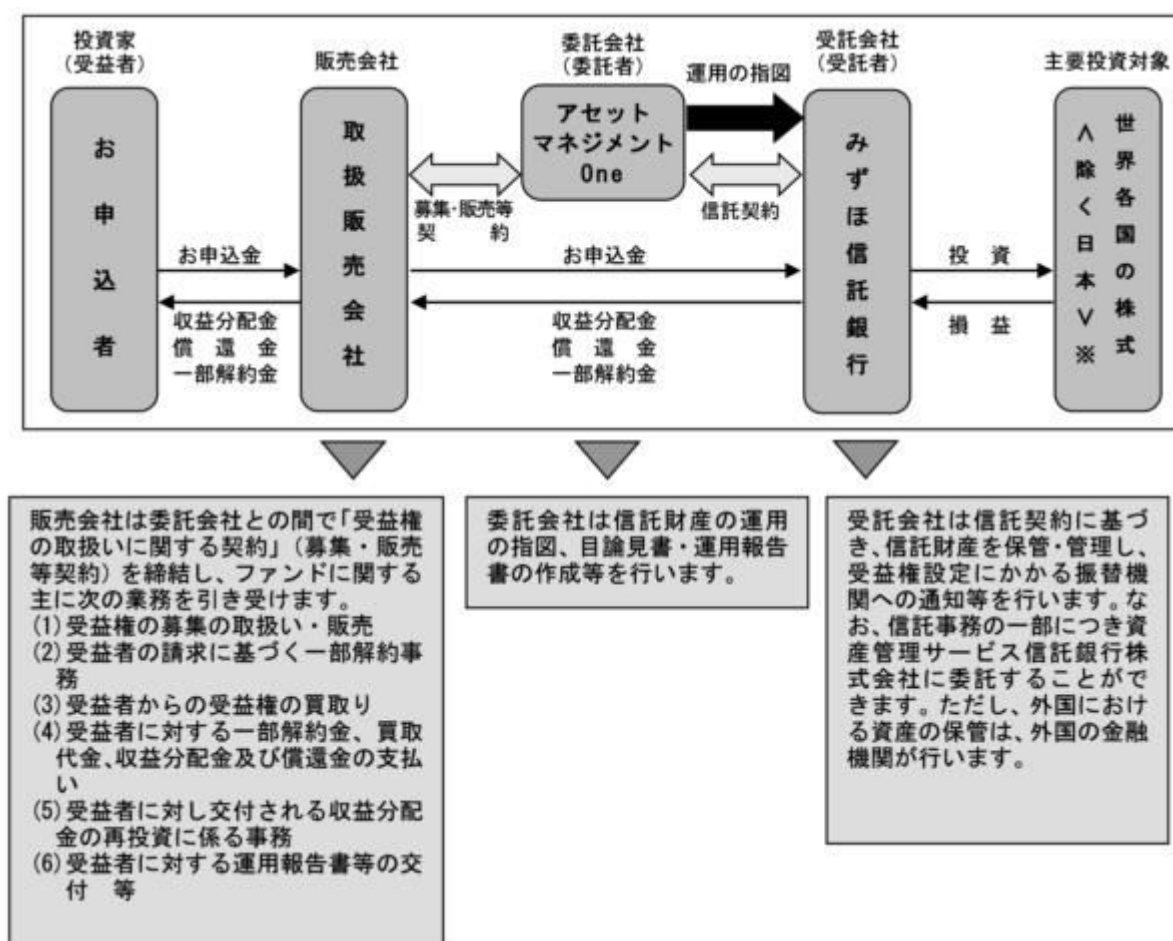 投資家
(受益者)
販売会社
委託会社
(委託者)
受託会社
(受託者)
主要投資対象
運用の指図
お申込者
取扱販売会社
アセット
マネジメント
One
みずほ信託銀行
世界各国の株式
<除く日本>※
募集・販売等
契　約
信託契約
お申込金
お申込金
投　資
収益分配金
償　還　金
一部解約金
収益分配金
償　還　金
一部解約金
損　益
販売会社は委託会社との間で「受益権
の取扱いに関する契約」(募集・販売
等契約)を締結し、ファンドに関する
主に次の業務を引き受けます。
(1)受益権の募集の取扱い・販売
(2)受益者の請求に基づく一部解約事
務
(3)受益者からの受益権の買取り
(4)受益者に対する一部解約金、買取
代金、収益分配金及び償還金の支払
い
(5)受益者に対し交付される収益分配
金の再投資に係る事務
(6)受益者に対する運用報告書等の交
付　等
委託会社は信託財産の運用
の指図、目論見書・運用報告
書の作成等を行います。
受託会社は信託契約に基づ
き、信託財産を保管・管理し、
受益権設定にかかる振替機
関への通知等を行います。な
お、信託事務の一部につき資
産管理サービス信託銀行株
式会社に委託することがで
きます。ただし、外国におけ
る資産の保管は、外国の金融
機関が行います。